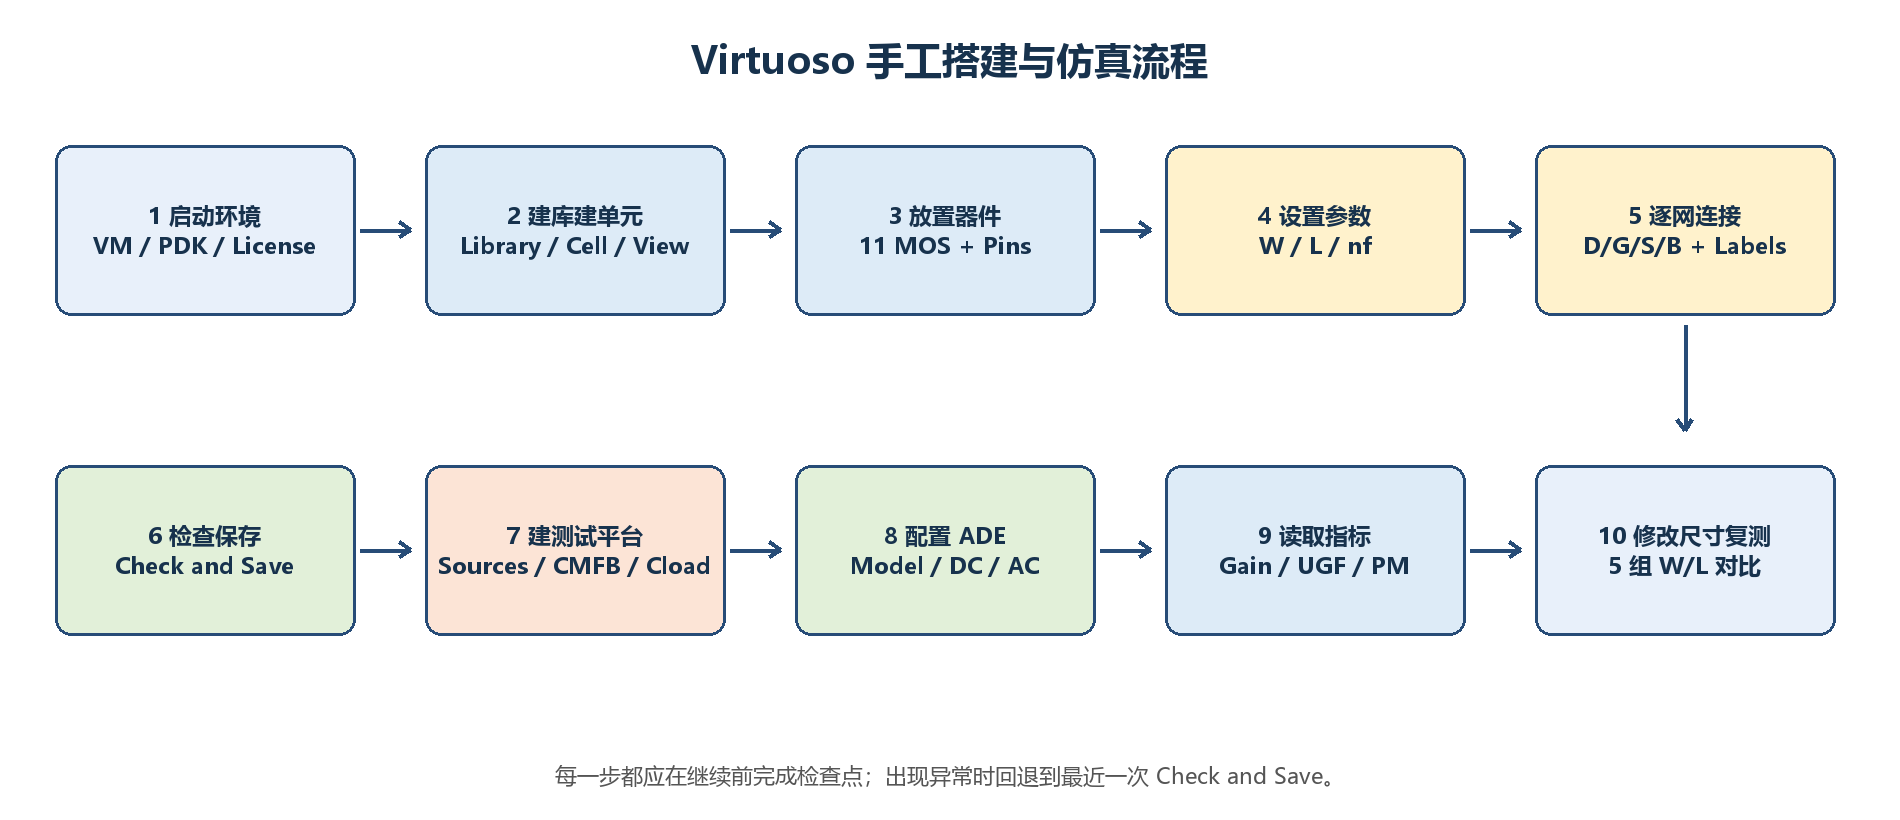 Virtuoso 手工搭建与仿真流程
1 启动环境
VM / PDK / License
2 建库建单元
Library / Cell / View
3 放置器件
11 MOS + Pins
4 设置参数
W / L / nf
5 逐网连接
D/G/S/B + Labels
6 检查保存
Check and Save
7 建测试平台
Sources / CMFB / Cload
8 配置 ADE
Model / DC / AC
9 读取指标
Gain / UGF / PM
10 修改尺寸复测
5 组 W/L 对比
每一步都应在继续前完成检查点；出现异常时回退到最近一次 Check and Save。